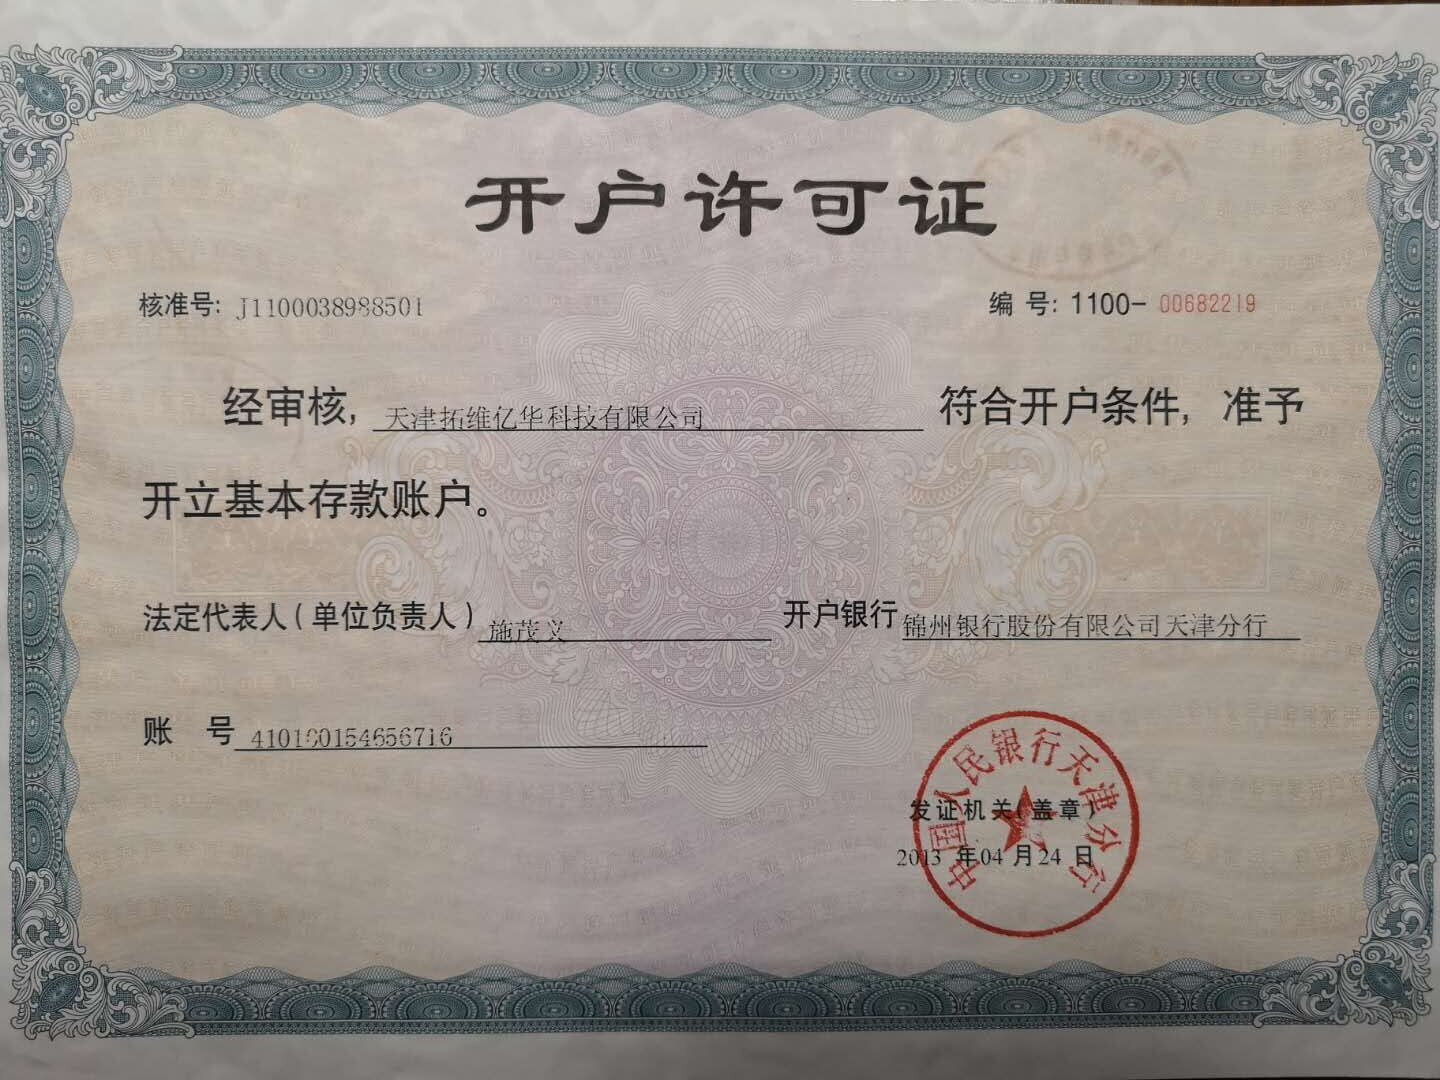 开户许可证
核准号: J1100038988501 编号: 1100-00682219
经审核, 天津拓维亿华科技有限公司 符合开户条件, 准予
开立基本存款账户。
法定代表人(单位负责人) 施茂义 开户银行 锦州银行股份有限公司天津分行
账 号 410100154656716
中国人民银行天津分行
发证机关(盖章)
2013 年04 月24 日